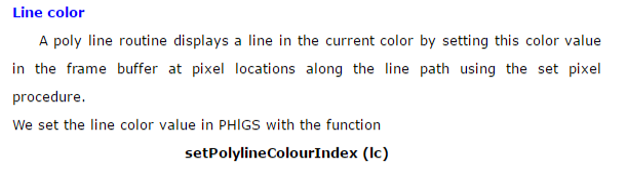 Line color
A poly line routine displays a line in the current color by setting this color value
in the frame buffer at pixel locations along the line path using the set pixel
procedure.
We set the line color value in PHlGS with the function
setPolylineColourIndex (lc)